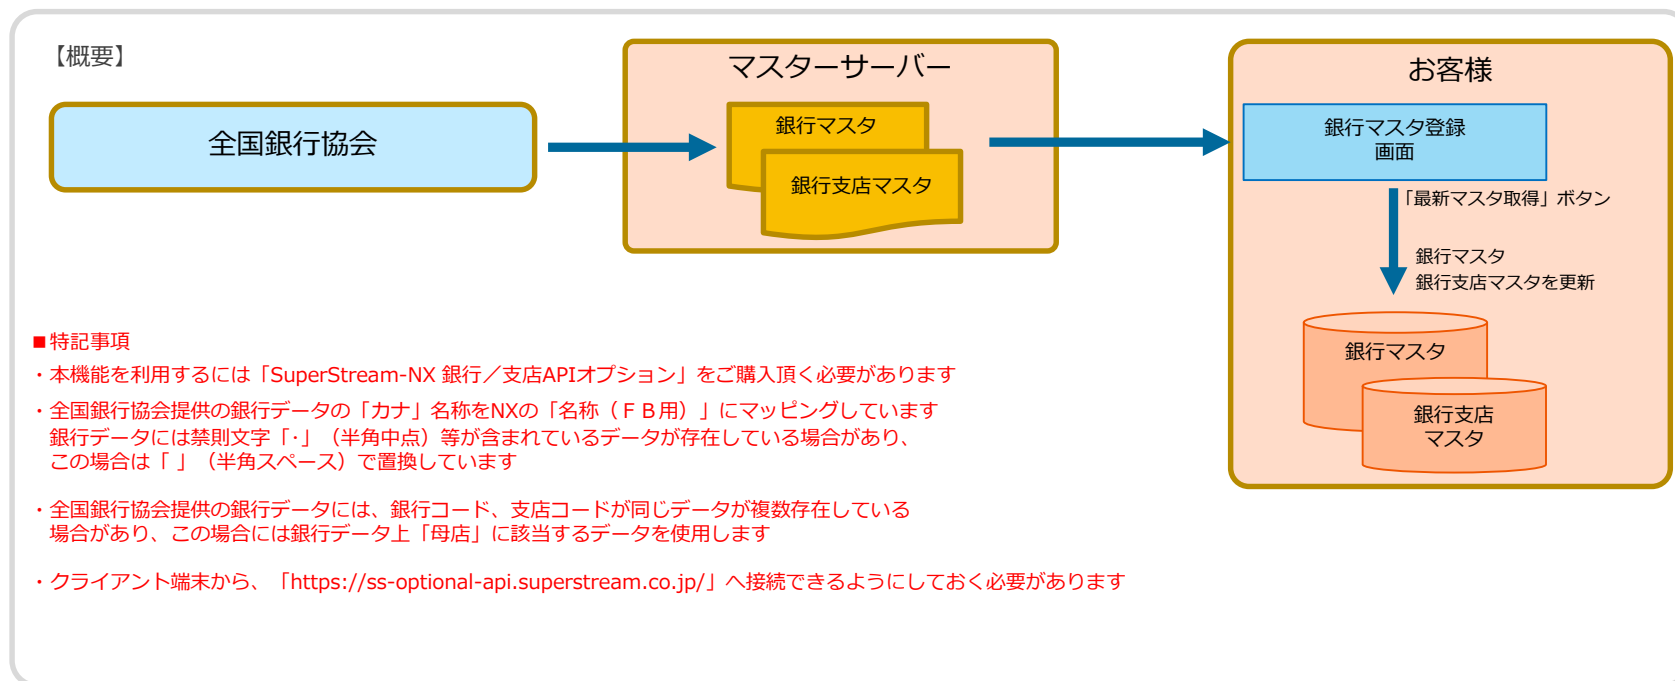 【概要】
全国銀行協会
マスターサーバー
銀行マスタ
銀行支店マスタ
お客様
銀行マスタ登録
画面
「最新マスタ取得」ボタン
銀行マスタ
銀行支店マスタを更新
銀行マスタ
銀行支店
マスタ
■特記事項
・本機能を利用するには「SuperStream-NX 銀行／支店APIオプション」をご購入頂く必要があります
・全国銀行協会提供の銀行データの「カナ」名称をNXの「名称（ＦＢ用）」にマッピングしています
銀行データには禁則文字「･」（半角中点）等が含まれているデータが存在している場合があり、
この場合は「 」（半角スペース）で置換しています
・全国銀行協会提供の銀行データには、銀行コード、支店コードが同じデータが複数存在している
場合があり、この場合には銀行データ上「母店」に該当するデータを使用します
・クライアント端末から、「https://ss-optional-api.superstream.co.jp/」へ接続できるようにしておく必要があります